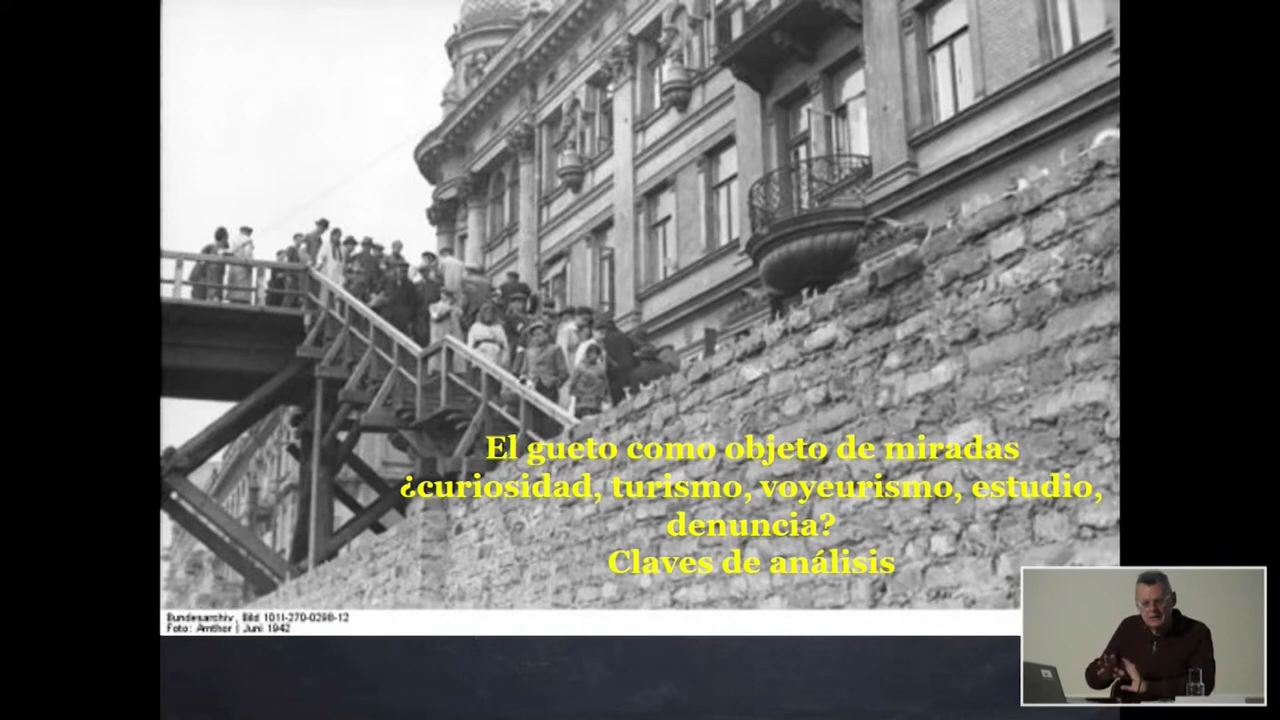 El gueto como objeto de miradas
¿curiosidad, turismo, voyeurismo, estudio,
denuncia?
Claves de análisis
Bundesarchiv, Bild 101I-270-0298-12
Foto: Amthor | Juni 1942